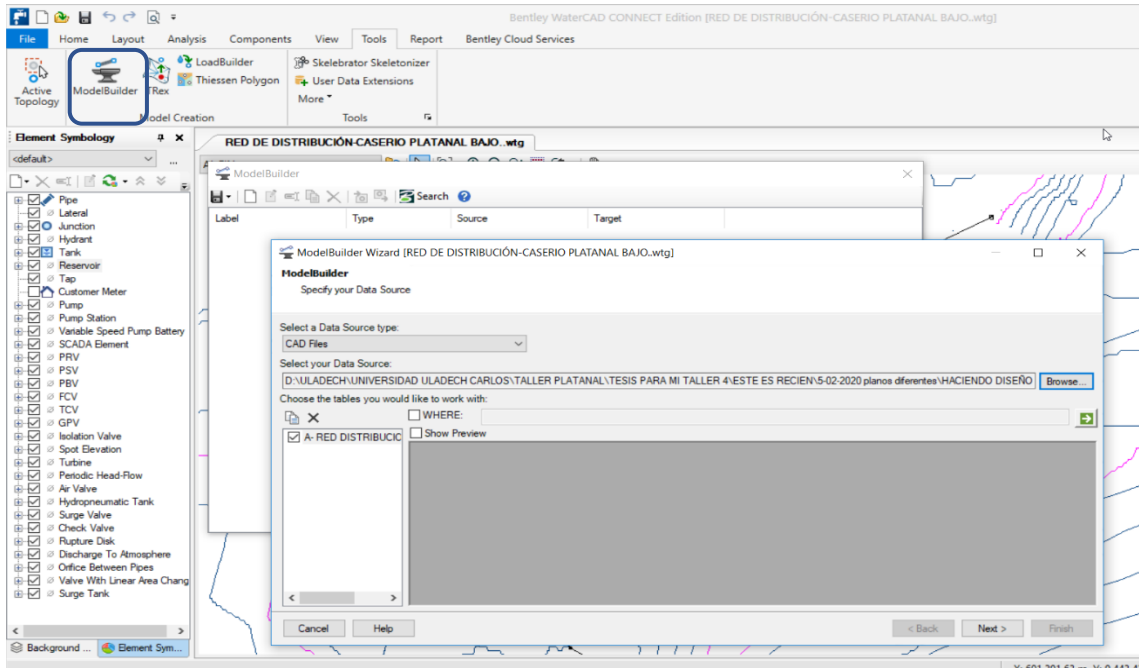 Bentley WaterCAD CONNECT Edition [RED DE DISTRIBUCIÓN-CASERIO PLATANAL BAJO..wtg]
File Home Layout Analysis Components View Tools Report Bentley Cloud Services
Active Topology
ModelBuilder
TRex
LoadBuilder
Thiessen Polygon
Model Creation
Skelebrator Skeletonizer
User Data Extensions
More
Tools
Element Symbology
<default>
...
Pipe
Lateral
Junction
Hydrant
Tank
Reservoir
Tap
Customer Meter
Pump
Pump Station
Variable Speed Pump Battery
SCADA Element
PRV
PSV
PBV
FCV
TCV
GPV
Isolation Valve
Spot Elevation
Turbine
Periodic Head-Flow
Air Valve
Hydropneumatic Tank
Surge Valve
Check Valve
Rupture Disk
Discharge To Atmosphere
Orifice Between Pipes
Valve With Linear Area Chang
Surge Tank
Background ... Element Sym...
RED DE DISTRIBUCIÓN-CASERIO PLATANAL BAJO..wtg
ModelBuilder
Search
Label Type Source Target
ModelBuilder Wizard [RED DE DISTRIBUCIÓN-CASERIO PLATANAL BAJO..wtg]
ModelBuilder
Specify your Data Source
Select a Data Source type:
CAD Files
Select your Data Source:
D:\ULADECH\UNIVERSIDAD ULADECH CARLOS\TALLER PLATANAL\TESIS PARA MI TALLER 4\ESTE ES RECIEN\5-02-2020 planos diferentes\HACIENDO DISEÑO Browse...
Choose the tables you would like to work with:
WHERE:
A- RED DISTRIBUCIC
Show Preview
Cancel Help < Back Next > Finish